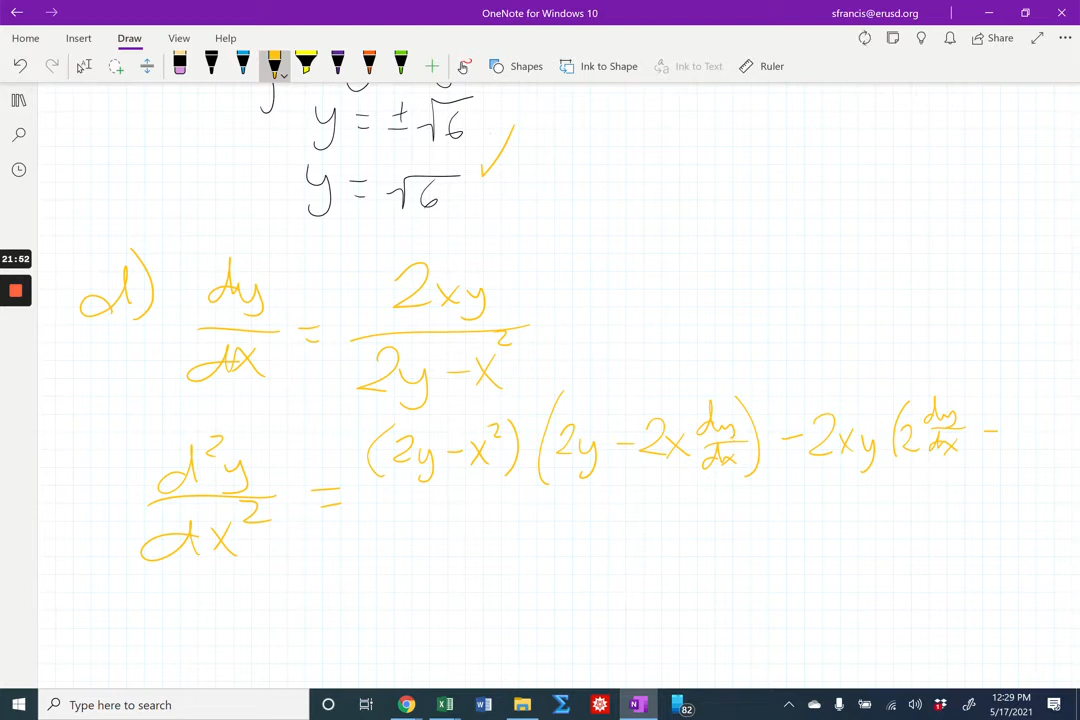 OneNote for Windows 10
sfrancis@erusd.org
Home Insert Draw View Help
Share
Shapes Ink to Shape Ink to Text Ruler
y = ±√6
y = √6
21:52
d) dy/dx = 2xy/(2y - x²)
d²y/dx² = (2y - x²)(2y - 2x dy/dx) - 2xy(2 dy/dx -
Type here to search
82
12:29 PM
5/17/2021